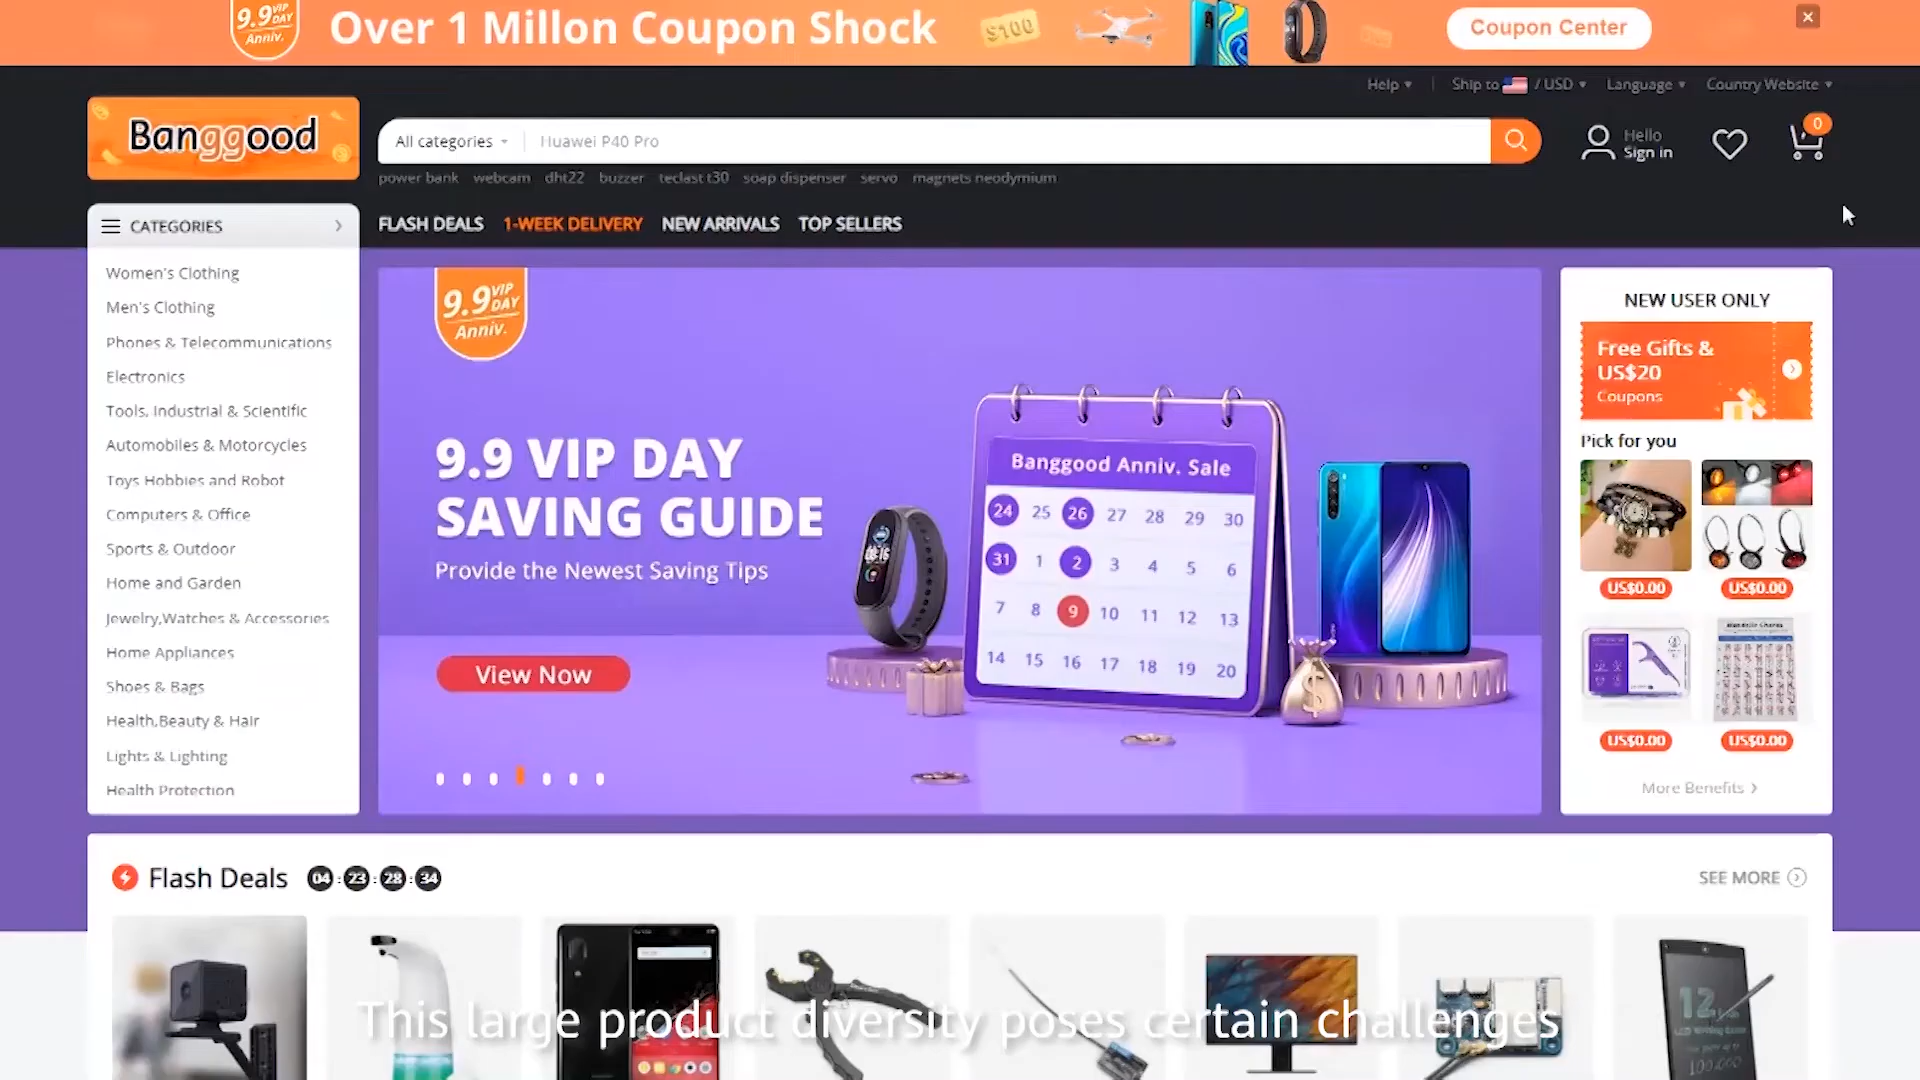 9.9 VIP DAY
Anniv.
Over 1 Millon Coupon Shock
$100
Coupon Center
Help
Ship to / USD
Language
Country Website
Banggood
All categories
Huawei P40 Pro
Hello
Sign in
0
power bank webcam dht22 buzzer teclast t30 soap dispenser servo magnets neodymium
CATEGORIES
FLASH DEALS 1-WEEK DELIVERY NEW ARRIVALS TOP SELLERS
Women's Clothing
Men's Clothing
Phones & Telecommunications
Electronics
Tools, Industrial & Scientific
Automobiles & Motorcycles
Toys Hobbies and Robot
Computers & Office
Sports & Outdoor
Home and Garden
Jewelry,Watches & Accessories
Home Appliances
Shoes & Bags
Health,Beauty & Hair
Lights & Lighting
Health Protection
9.9 VIP DAY
Anniv.
9.9 VIP DAY
SAVING GUIDE
Provide the Newest Saving Tips
View Now
Banggood Anniv. Sale
24 25 26 27 28 29 30
31 1 2 3 4 5 6
7 8 9 10 11 12 13
14 15 16 17 18 19 20
$
NEW USER ONLY
Free Gifts &
US$20
Coupons
Pick for you
US$0.00
US$0.00
US$0.00
US$0.00
More Benefits
Flash Deals 04 : 23 : 28 : 34
SEE MORE
This large product diversity poses certain challenges